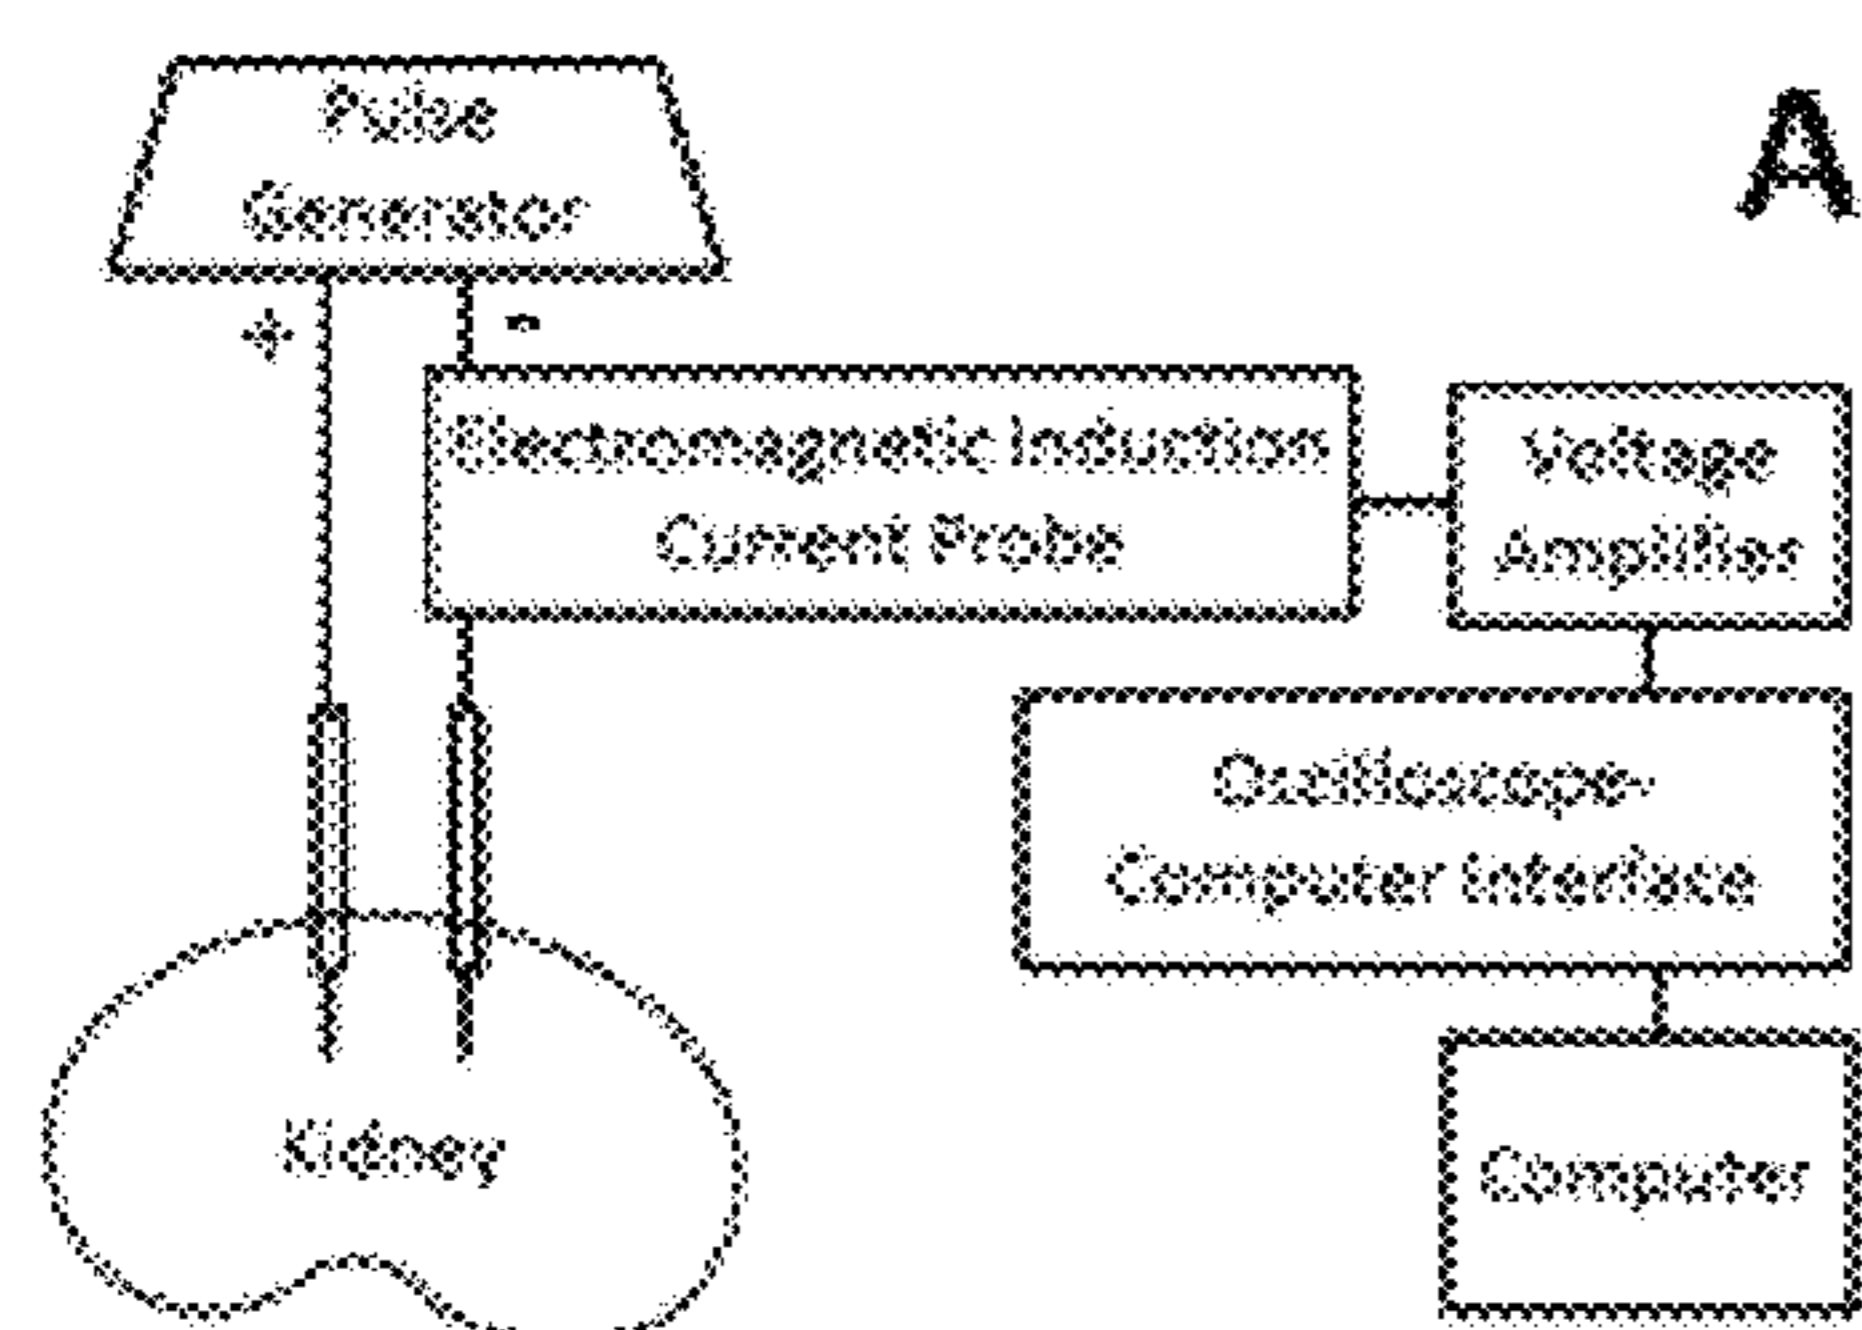 Pulse
Generator
A
+ -
Electromagnetic Induction
Current Probe
Voltage
Amplifier
Oscilloscope-
Computer Interface
Kidney
Computer